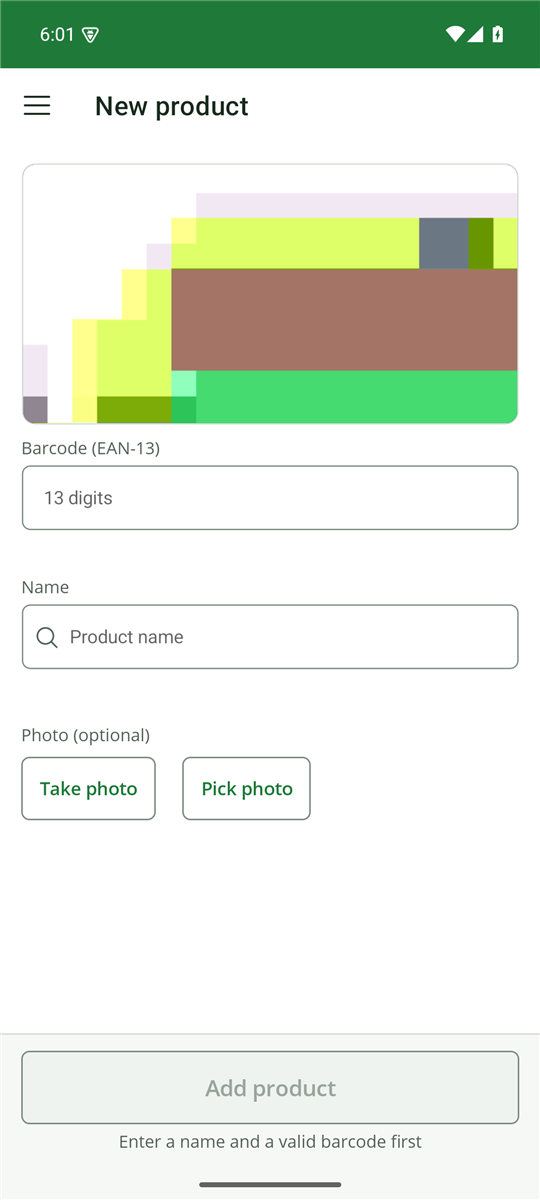 6:01
New product
Barcode (EAN-13)
13 digits
Name
Product name
Photo (optional)
Take photo
Pick photo
Add product
Enter a name and a valid barcode first